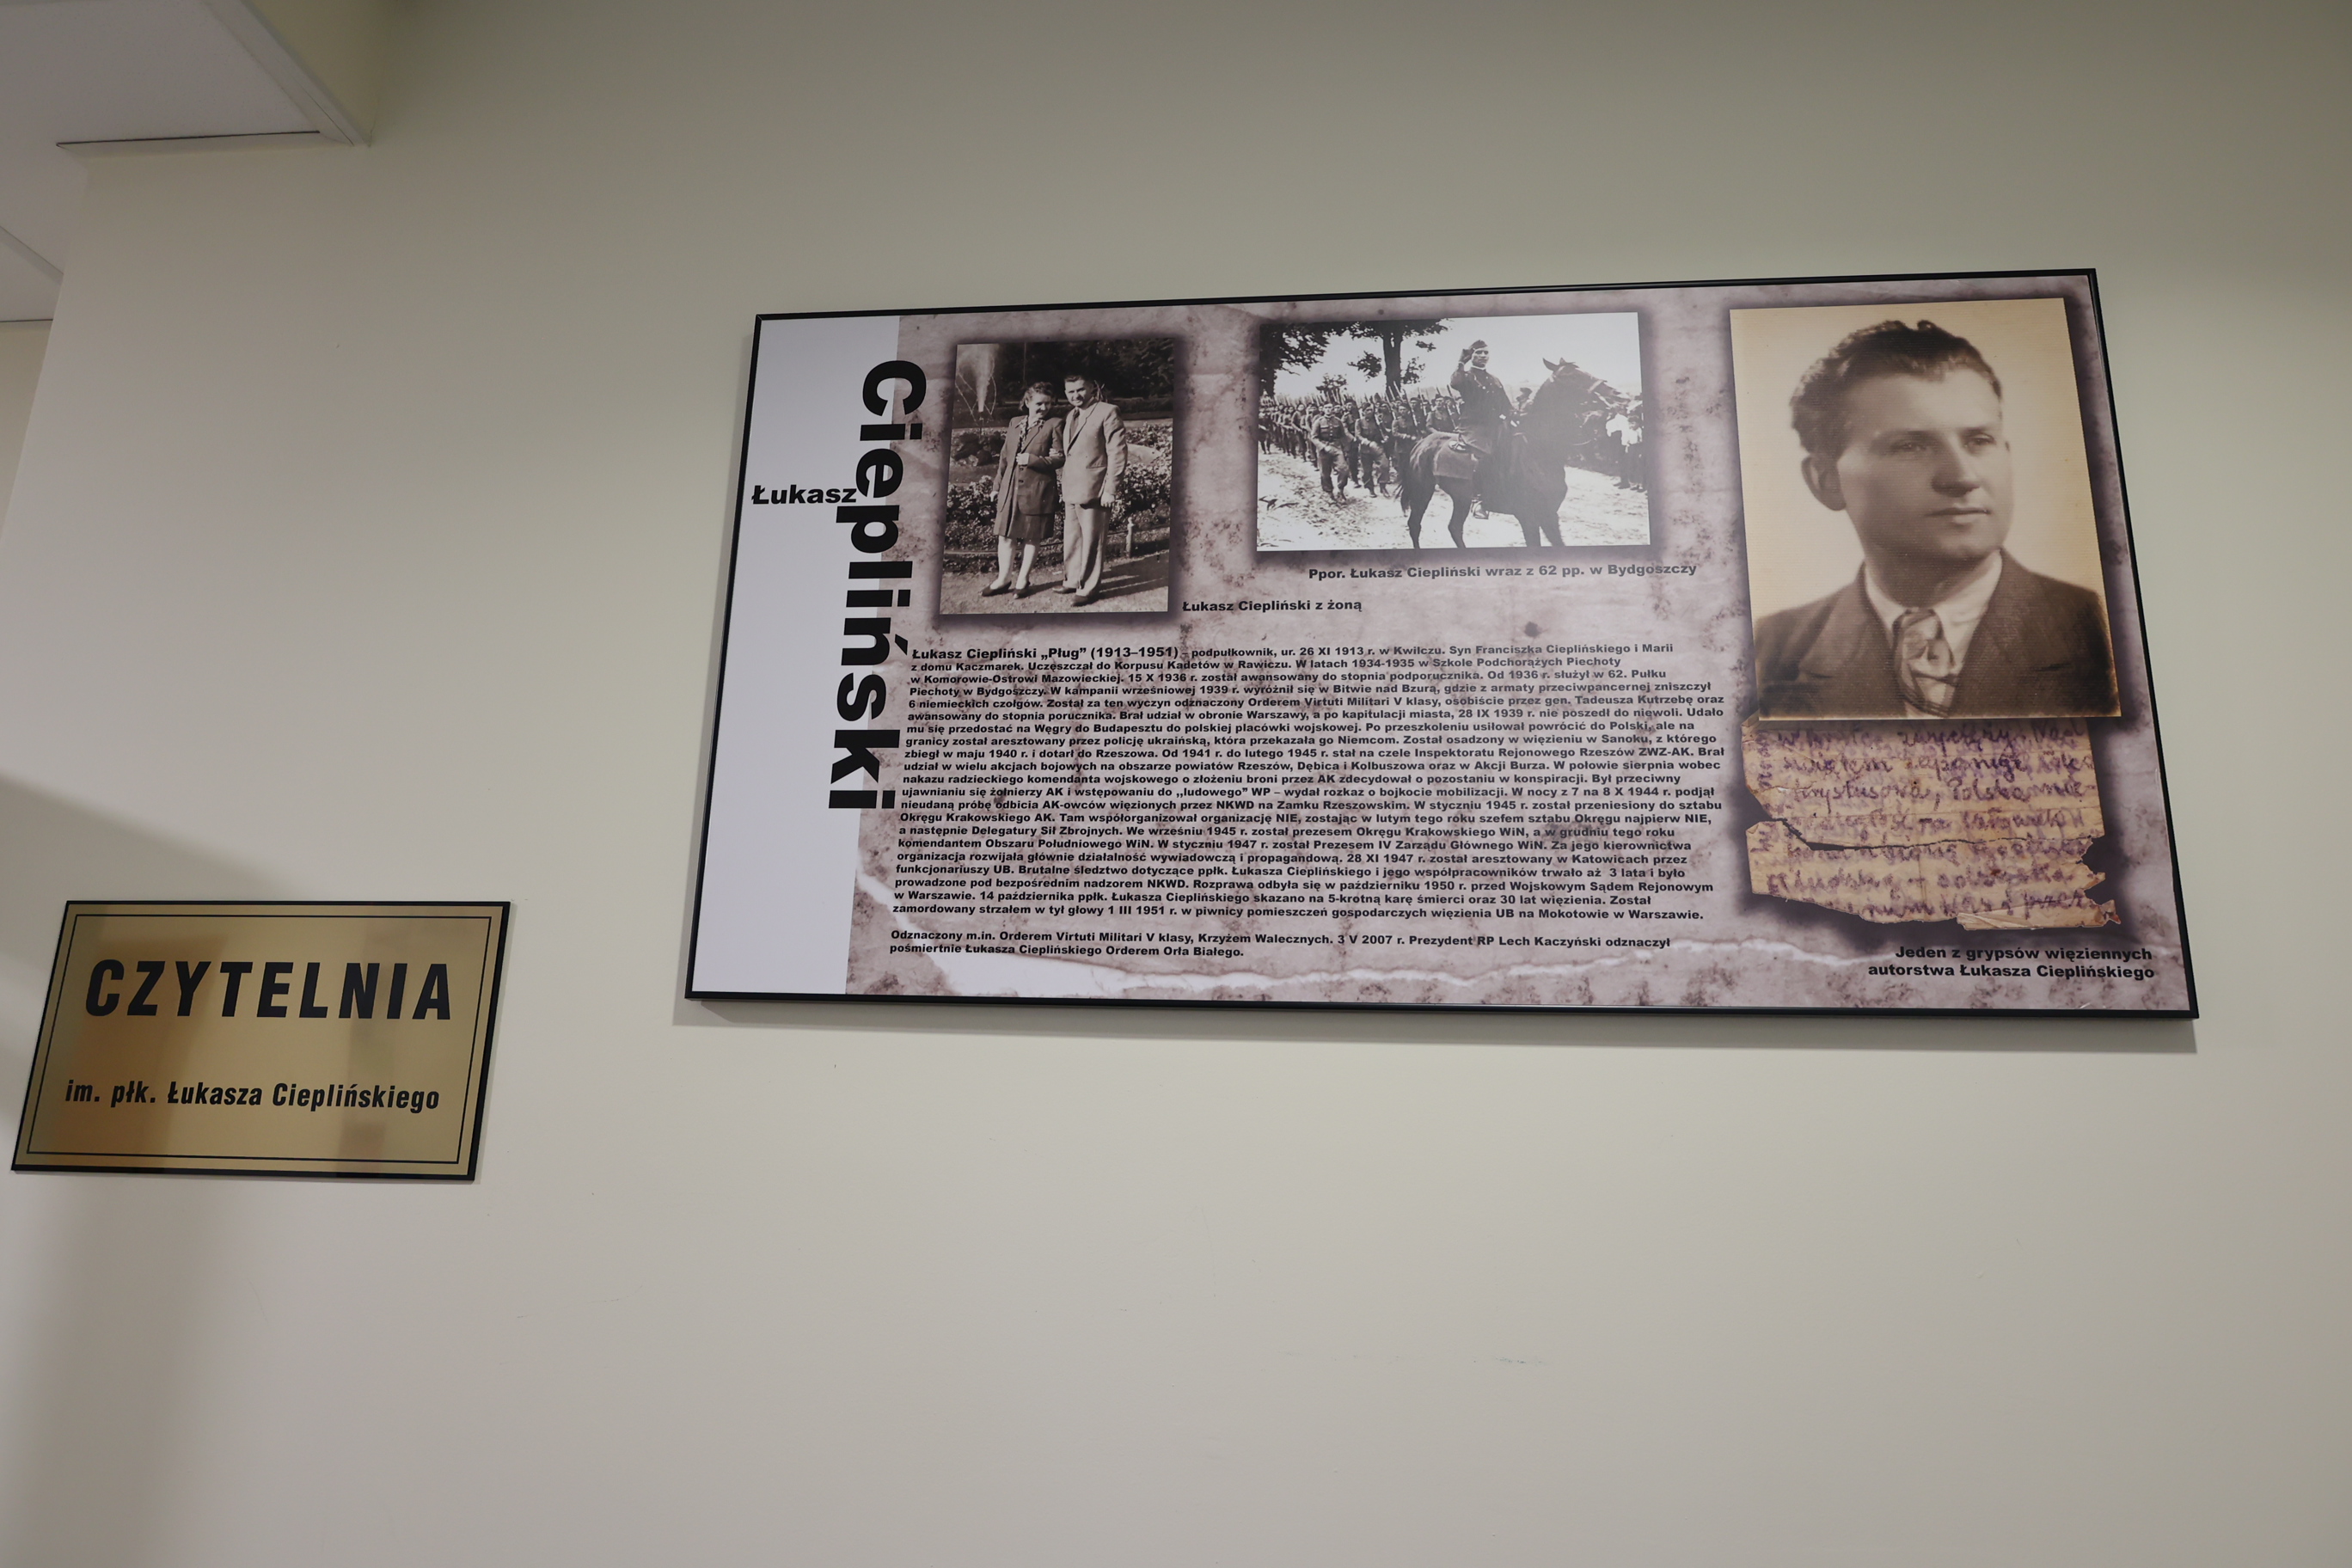 Łukasz
Ciepliński
Ppor. Łukasz Ciepliński wraz z 62 pp. w Bydgoszczy
Łukasz Ciepliński z żoną
Łukasz Ciepliński „Pług” (1913–1951) – podpułkownik, ur. 26 XI 1913 r. w Kwilczu. Syn Franciszka Cieplińskiego i Marii
z domu Kaczmarek. Uczęszczał do Korpusu Kadetów w Rawiczu. W latach 1934-1935 w Szkole Podchorążych Piechoty
w Komorowie-Ostrowi Mazowieckiej. 15 X 1936 r. został awansowany do stopnia podporucznika. Od 1936 r. służył w 62. Pułku
Piechoty w Bydgoszczy. W kampanii wrześniowej 1939 r. wyróżnił się w Bitwie nad Bzurą, gdzie z armaty przeciwpancernej zniszczył
6 niemieckich czołgów. Został za ten wyczyn odznaczony Orderem Virtuti Militari V klasy, osobiście przez gen. Tadeusza Kutrzebę oraz
awansowany do stopnia porucznika. Brał udział w obronie Warszawy, a po kapitulacji miasta, 28 IX 1939 r. nie poszedł do niewoli. Udało
mu się przedostać na Węgry do Budapesztu do polskiej placówki wojskowej. Po przeszkoleniu usiłował powrócić do Polski, ale na
granicy został aresztowany przez policję ukraińską, która przekazała go Niemcom. Został osadzony w więzieniu w Sanoku, z którego
zbiegł w maju 1940 r. i dotarł do Rzeszowa. Od 1941 r. do lutego 1945 r. stał na czele Inspektoratu Rejonowego Rzeszów ZWZ-AK. Brał
udział w wielu akcjach bojowych na obszarze powiatów Rzeszów, Dębica i Kolbuszowa oraz w Akcji Burza. W połowie sierpnia wobec
nakazu radzieckiego komendanta wojskowego o złożeniu broni przez AK zdecydował o pozostaniu w konspiracji. Był przeciwny
ujawnianiu się żołnierzy AK i wstępowaniu do „ludowego” WP – wydał rozkaz o bojkocie mobilizacji. W nocy z 7 na 8 X 1944 r. podjął
nieudaną próbę odbicia AK-owców więzionych przez NKWD na Zamku Rzeszowskim. W styczniu 1945 r. został przeniesiony do sztabu
Okręgu Krakowskiego AK. Tam współorganizował organizację NIE, zostając w lutym tego roku szefem sztabu Okręgu najpierw NIE,
a następnie Delegatury Sił Zbrojnych. We wrześniu 1945 r. został prezesem Okręgu Krakowskiego WiN, a w grudniu tego roku
komendantem Obszaru Południowego WiN. W styczniu 1947 r. został Prezesem IV Zarządu Głównego WiN. Za jego kierownictwa
organizacja rozwijała głównie działalność wywiadowczą i propagandową. 28 XI 1947 r. został aresztowany w Katowicach przez
funkcjonariuszy UB. Brutalne śledztwo dotyczące ppłk. Łukasza Cieplińskiego i jego współpracowników trwało aż 3 lata i było
prowadzone pod bezpośrednim nadzorem NKWD. Rozprawa odbyła się w październiku 1950 r. przed Wojskowym Sądem Rejonowym
w Warszawie. 14 października ppłk. Łukasza Cieplińskiego skazano na 5-krotną karę śmierci oraz 30 lat więzienia. Został
zamordowany strzałem w tył głowy 1 III 1951 r. w piwnicy pomieszczeń gospodarczych więzienia UB na Mokotowie w Warszawie.
Odznaczony m.in. Orderem Virtuti Militari V klasy, Krzyżem Walecznych. 3 V 2007 r. Prezydent RP Lech Kaczyński odznaczył
pośmiertnie Łukasza Cieplińskiego Orderem Orła Białego.
Chrystusowa, Polska
Jeden z grypsów więziennych
autorstwa Łukasza Cieplińskiego
CZYTELNIA
im. płk. Łukasza Cieplińskiego